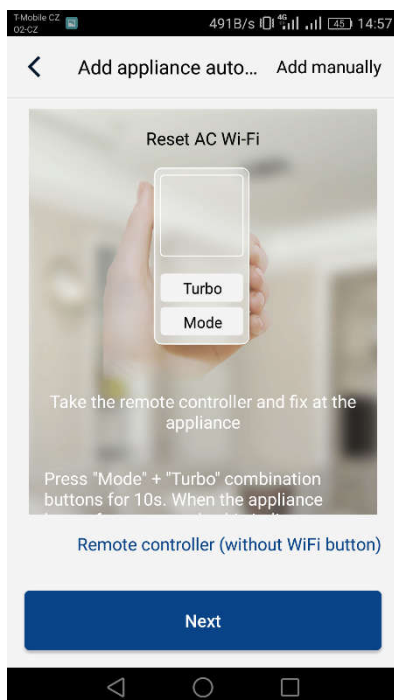 T-Mobile CZ
O2-CZ
491B/s 4G 45 14:57
Add appliance auto... Add manually
Reset AC Wi-Fi
Turbo
Mode
Take the remote controller and fix at the
appliance
Press "Mode" + "Turbo" combination
buttons for 10s. When the appliance
Remote controller (without WiFi button)
Next